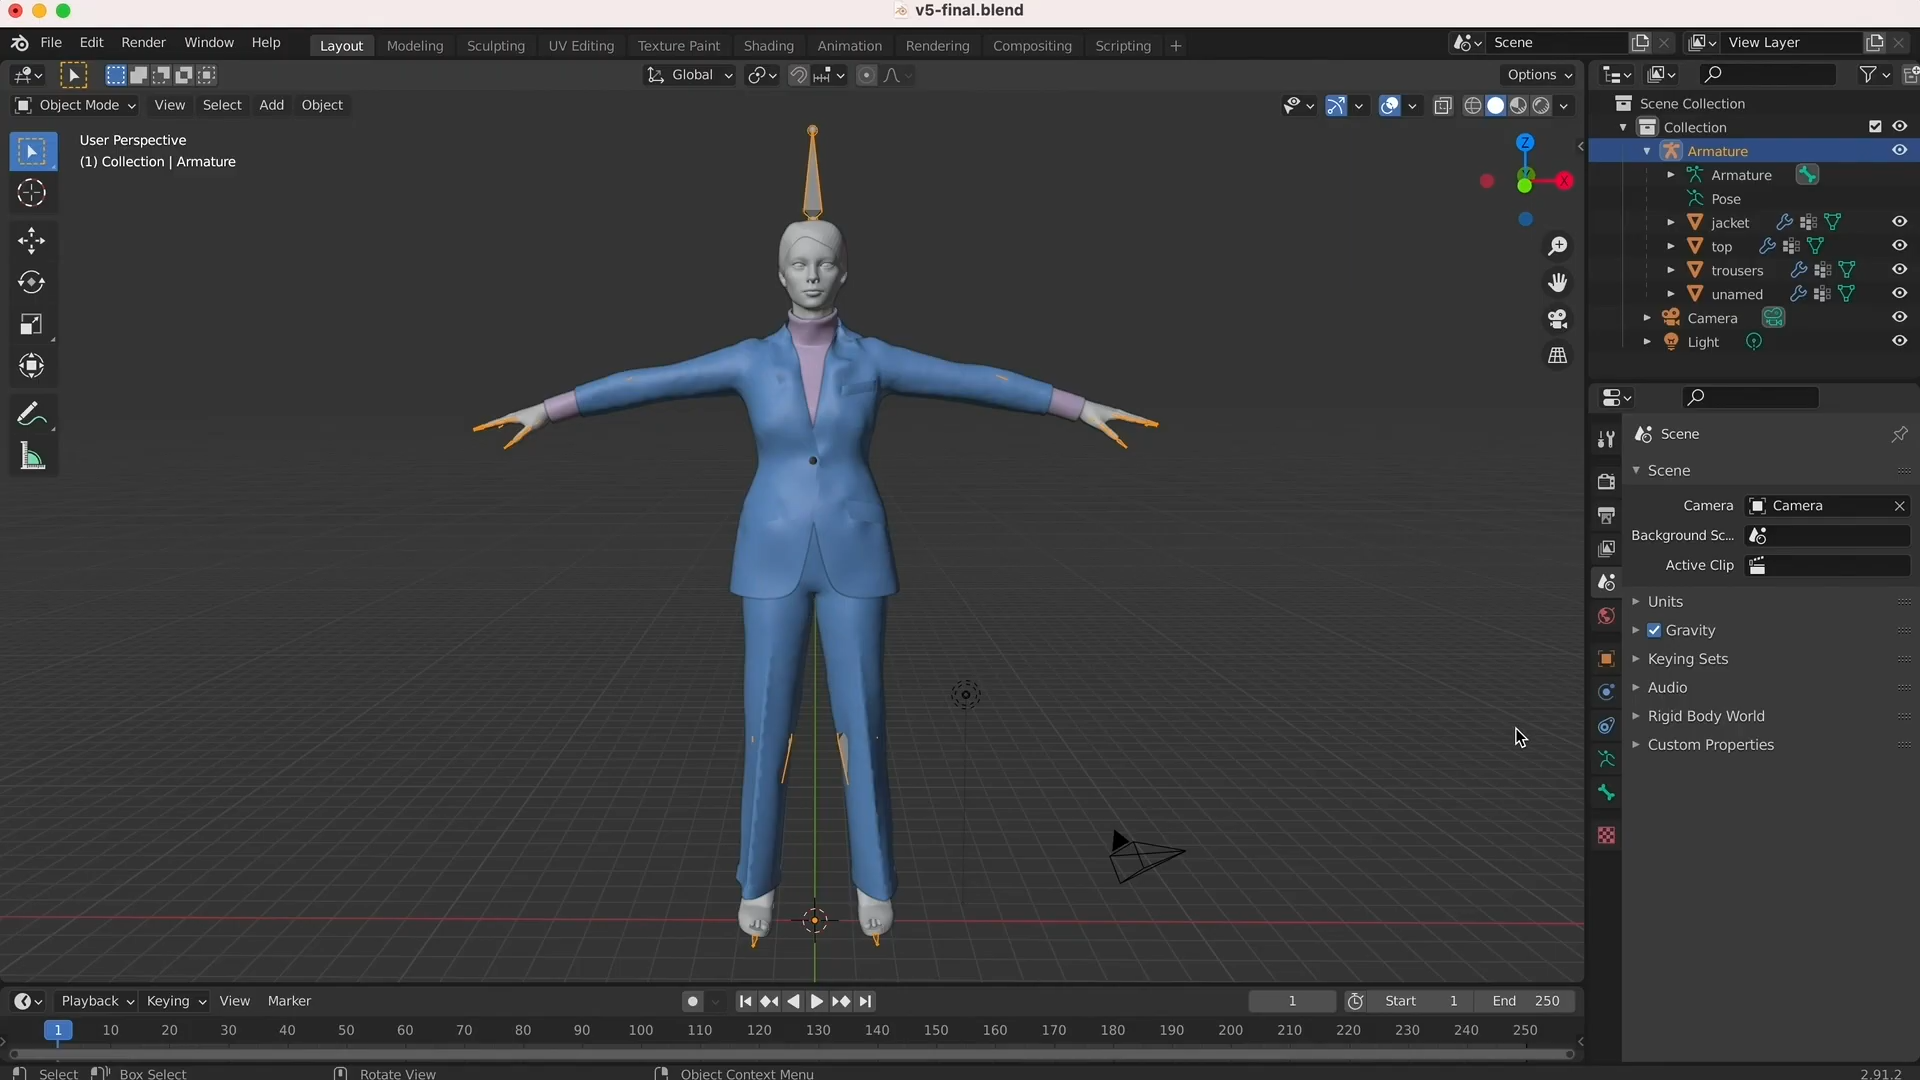 v5-final.blend
File Edit Render Window Help Layout Modeling Sculpting UV Editing Texture Paint Shading Animation Rendering Compositing Scripting + Scene View Layer
Global Options
Object Mode View Select Add Object
User Perspective
(1) Collection | Armature
Z
X
Scene Collection
Collection
Armature
Armature
Pose
jacket
top
trousers
unamed
Camera
Light
Scene
Scene
Camera Camera
Background Sc...
Active Clip
Units
Gravity
Keying Sets
Audio
Rigid Body World
Custom Properties
Playback Keying View Marker 1 Start 1 End 250
1 10 20 30 40 50 60 70 80 90 100 110 120 130 140 150 160 170 180 190 200 210 220 230 240 250
Select Box Select Rotate View Object Context Menu 2.91.2